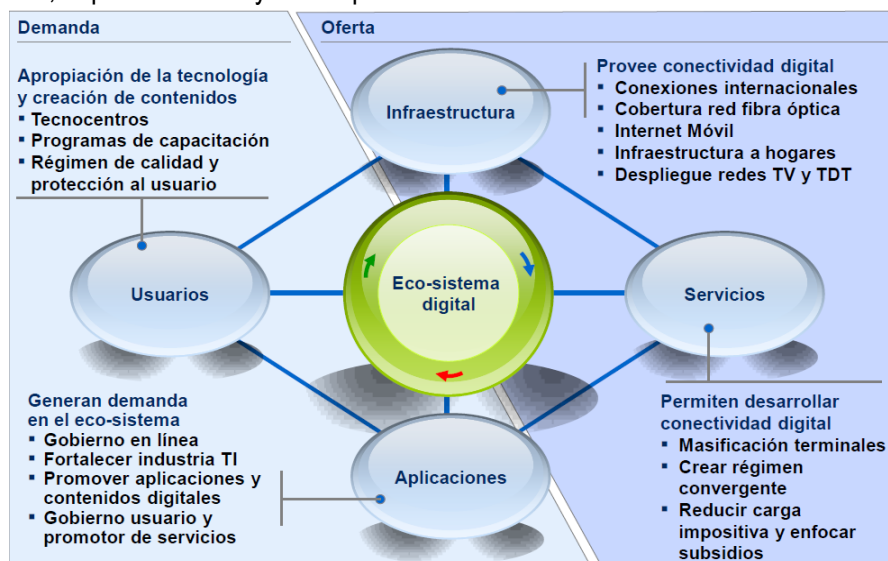 Demanda
Oferta
Apropiación de la tecnología
y creación de contenidos
▪ Tecnocentros
▪ Programas de capacitación
▪ Régimen de calidad y
protección al usuario
Infraestructura
Provee conectividad digital
▪ Conexiones internacionales
▪ Cobertura red fibra óptica
▪ Internet Móvil
▪ Infraestructura a hogares
▪ Despliegue redes TV y TDT
Usuarios
Eco-sistema
digital
Servicios
Generan demanda
en el eco-sistema
▪ Gobierno en línea
▪ Fortalecer industria TI
▪ Promover aplicaciones y
contenidos digitales
▪ Gobierno usuario y
promotor de servicios
Aplicaciones
Permiten desarrollar
conectividad digital
▪ Masificación terminales
▪ Crear régimen
convergente
▪ Reducir carga
impositiva y enfocar
subsidios